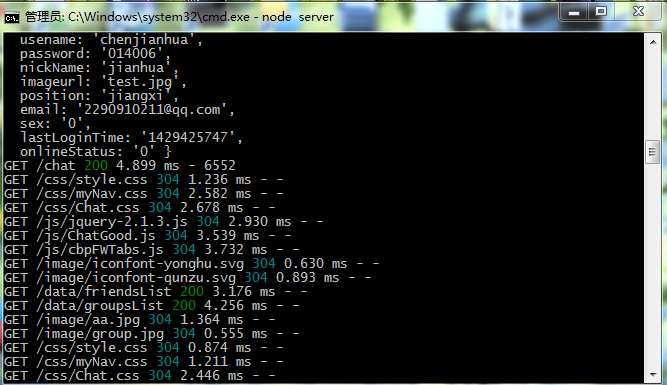 管理员: C:\Windows\system32\cmd.exe - node  server
usename: 'chenjianhua',
password: '014006',
nickName: 'jianhua',
imageurl: 'test.jpg',
position: 'jiangxi',
email: '2290910211@qq.com',
sex: '0',
lastLoginTime: '1429425747',
onlineStatus: '0' }
GET /chat 200 4.899 ms - 6552
GET /css/style.css 304 1.236 ms - -
GET /css/myNav.css 304 2.582 ms - -
GET /css/Chat.css 304 2.678 ms - -
GET /js/jquery-2.1.3.js 304 2.930 ms - -
GET /js/ChatGood.js 304 3.539 ms - -
GET /js/cbpFWTabs.js 304 3.732 ms - -
GET /image/iconfont-yonghu.svg 304 0.630 ms - -
GET /image/iconfont-qunzu.svg 304 0.893 ms - -
GET /data/friendsList 200 3.176 ms - -
GET /data/groupsList 200 4.256 ms - -
GET /image/aa.jpg 304 1.364 ms - -
GET /image/group.jpg 304 0.555 ms - -
GET /css/style.css 304 0.874 ms - -
GET /css/myNav.css 304 1.211 ms - -
GET /css/Chat.css 304 2.446 ms - -